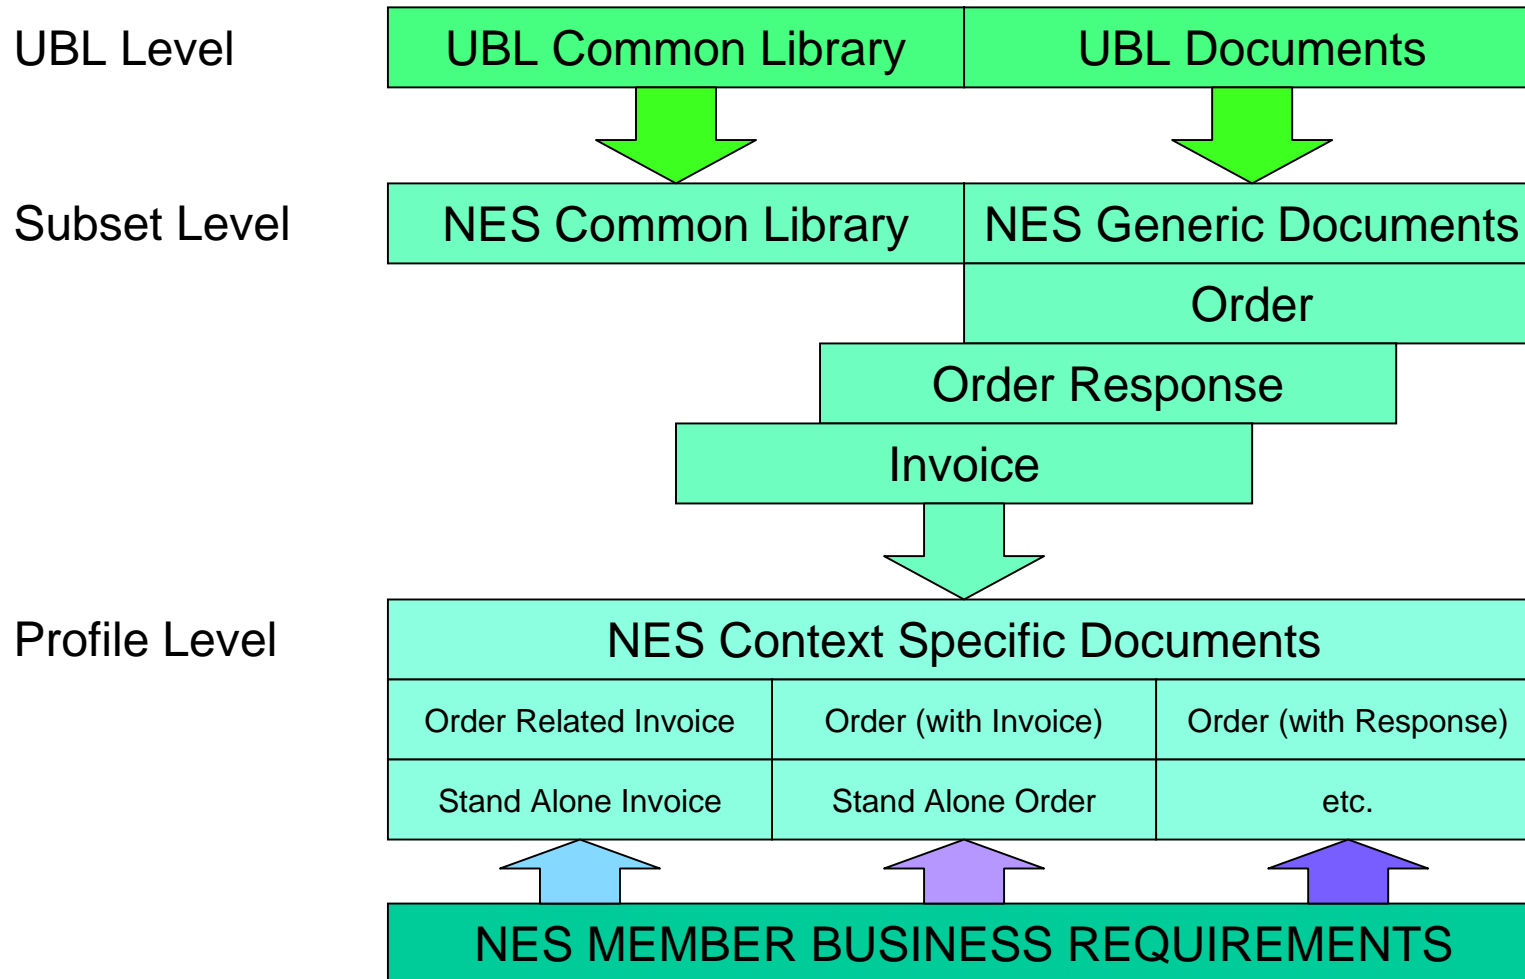 UBL Level
UBL Common Library
UBL Documents
Subset Level
NES Common Library
NES Generic Documents
Order
Order Response
Invoice
Profile Level
NES Context Specific Documents
Order Related Invoice
Order (with Invoice)
Order (with Response)
Stand Alone Invoice
Stand Alone Order
etc.
NES MEMBER BUSINESS REQUIREMENTS